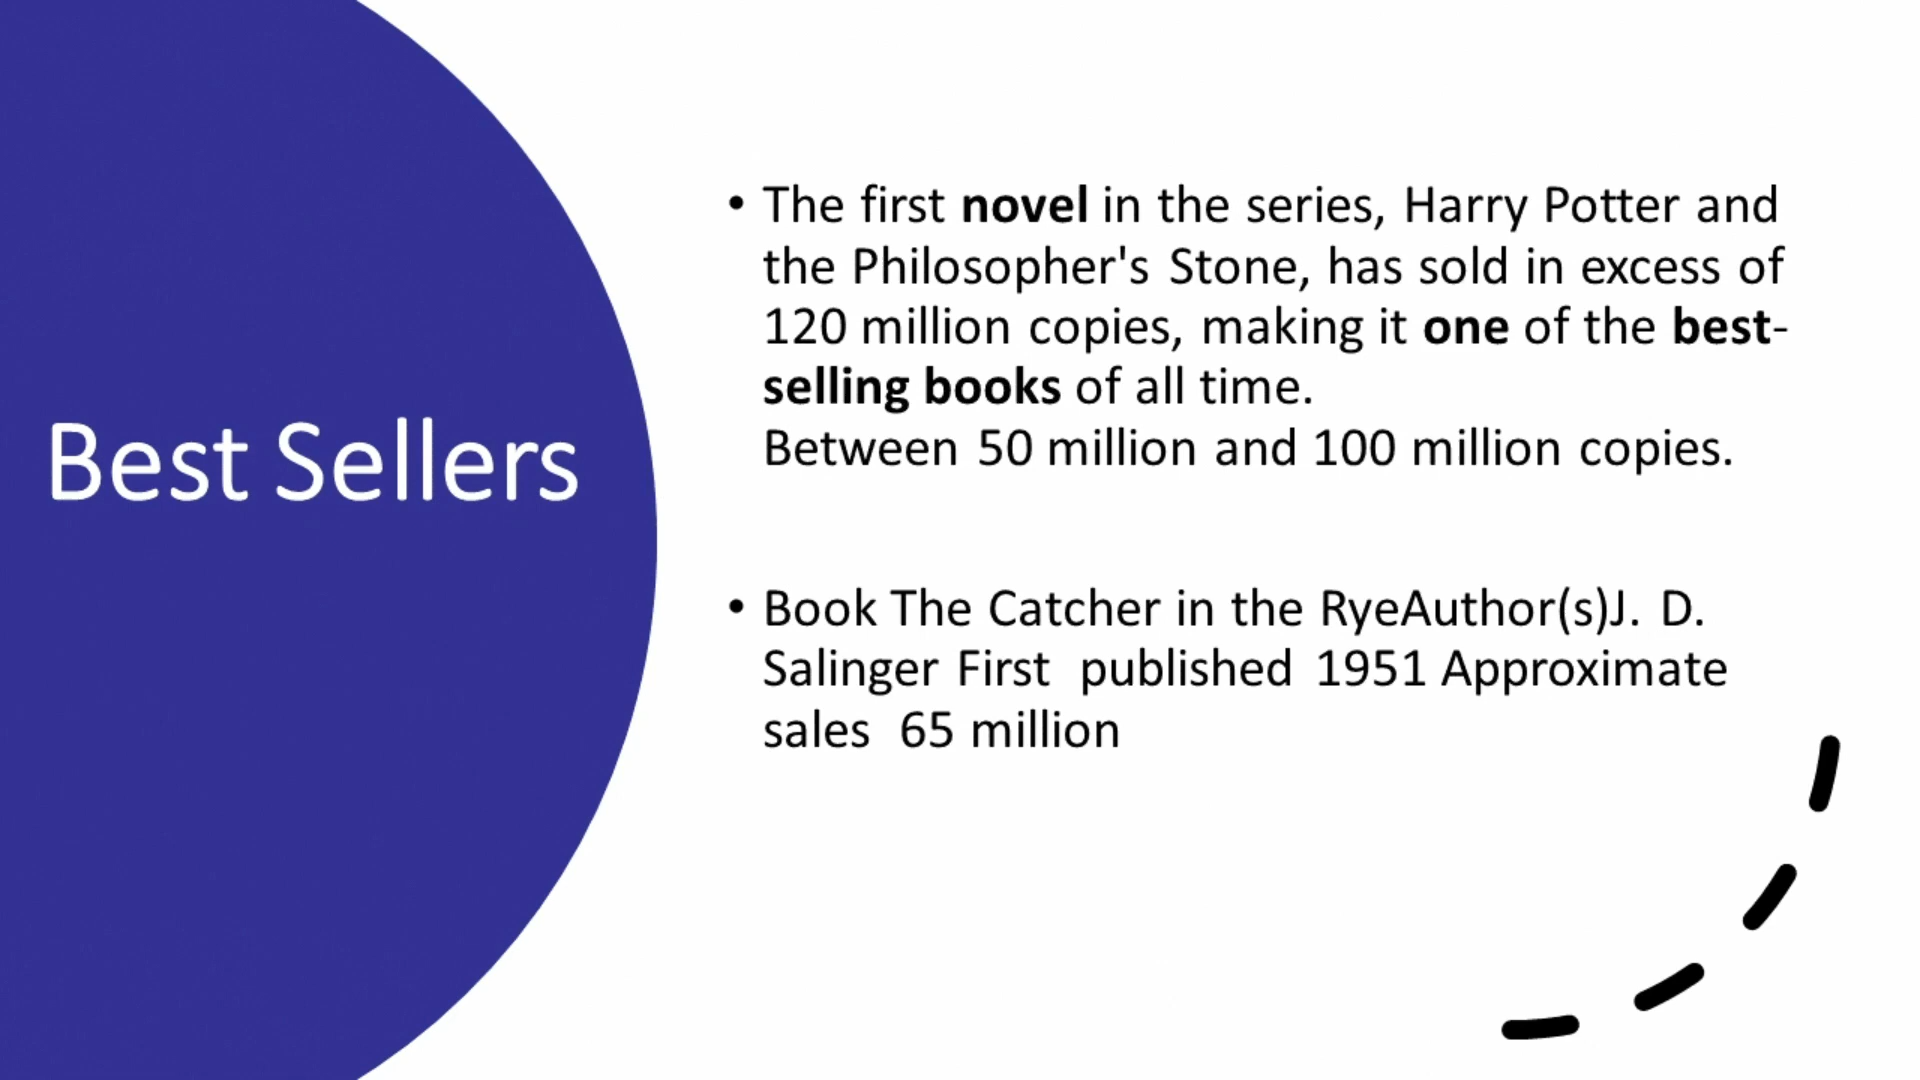 Best Sellers
• The first novel in the series, Harry Potter and
the Philosopher's Stone, has sold in excess of
120 million copies, making it one of the best-
selling books of all time.
Between 50 million and 100 million copies.
• Book The Catcher in the RyeAuthor(s)J. D.
Salinger First published 1951 Approximate
sales 65 million